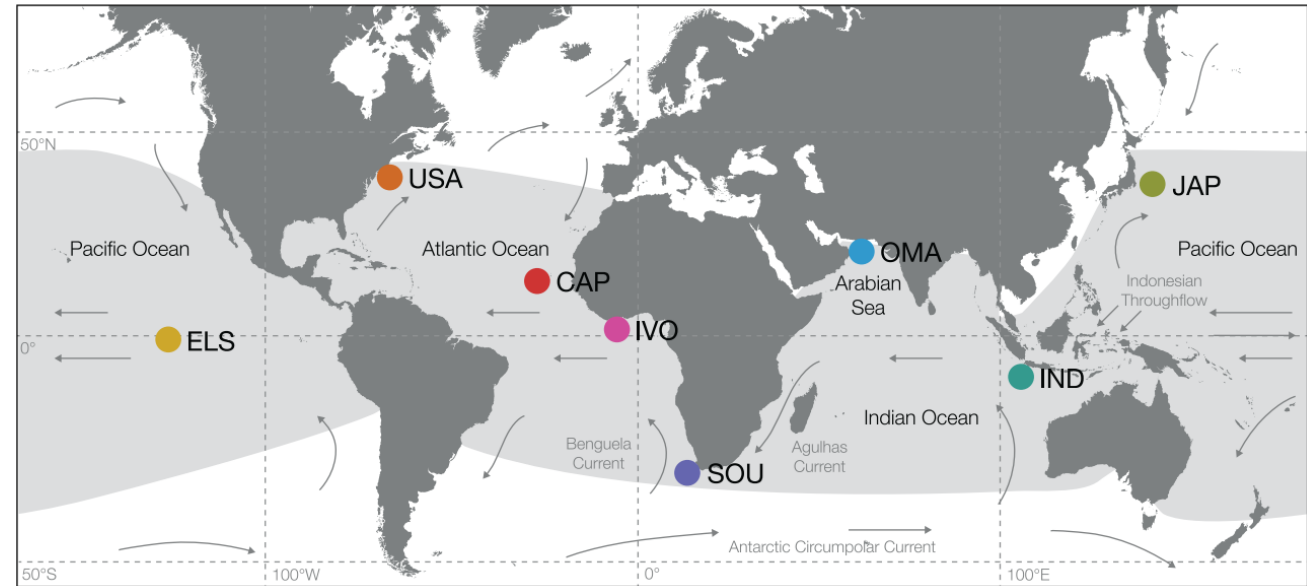 50°N
USA
JAP
Pacific Ocean
Atlantic Ocean
OMA
Pacific Ocean
CAP
Arabian
Sea
Indonesian
Throughflow
IVO
ELS
0°
IND
Indian Ocean
Benguela
Current
Agulhas
Current
SOU
Antarctic Circumpolar Current
50°S
100°W
0°
100°E